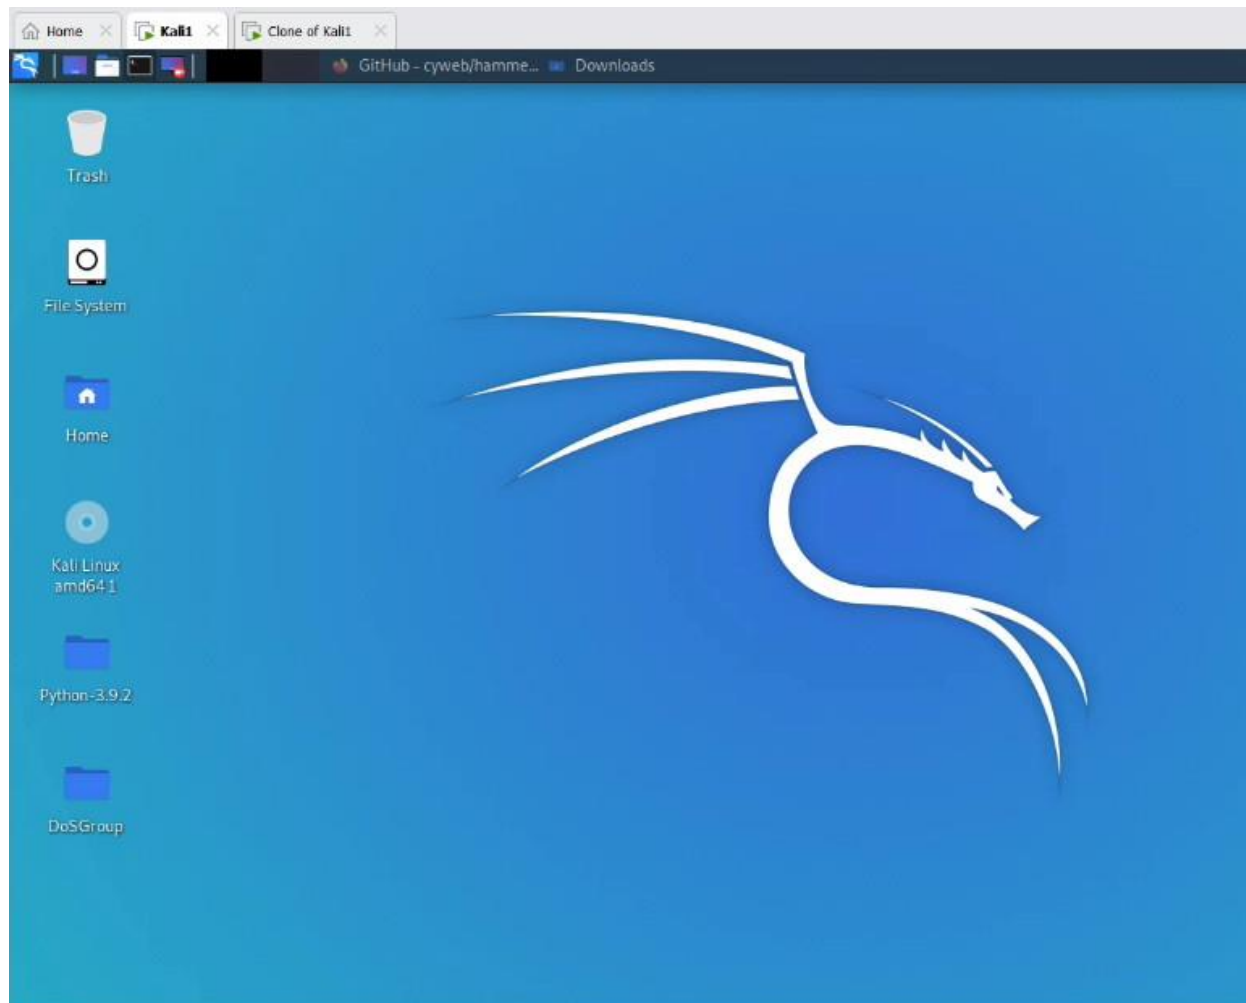 Home Kali1 Clone of Kali1
GitHub - cyweb/hamme... Downloads
Trash
File System
Home
Kali Linux
amd64 1
Python-3.9.2
DoSGroup